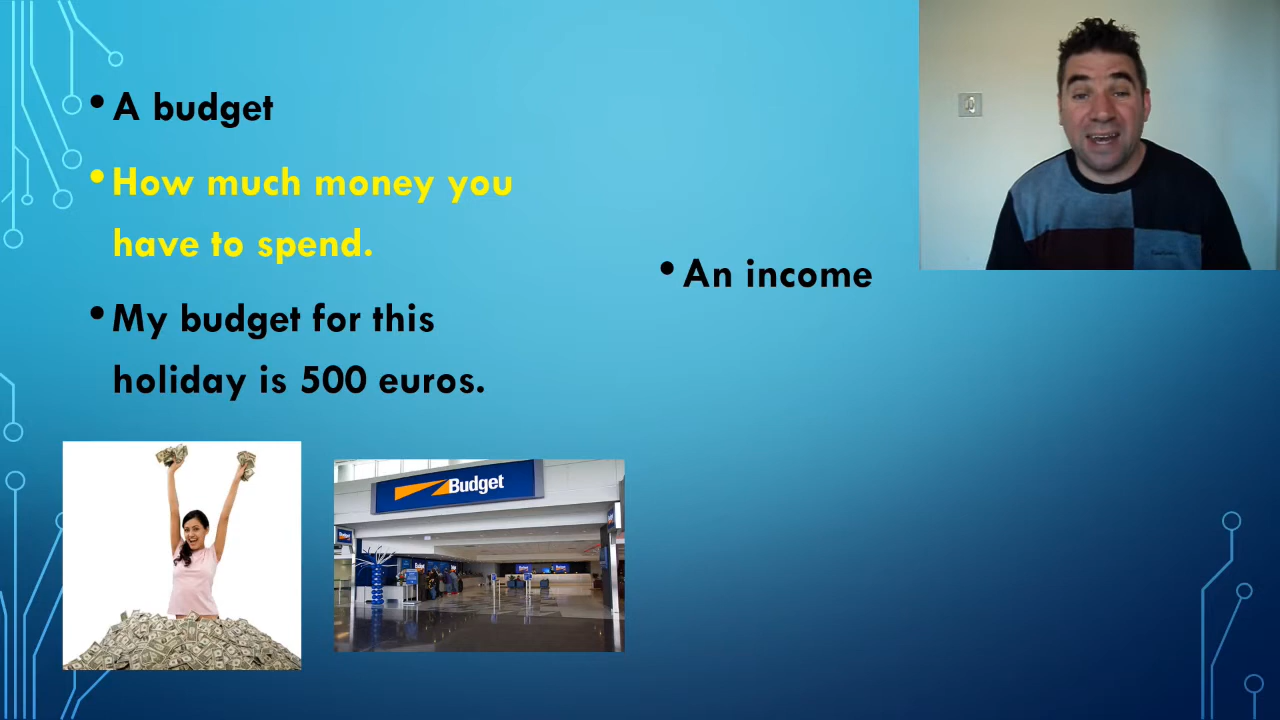 A budget
How much money you
have to spend.
My budget for this
holiday is 500 euros.
An income
Budget